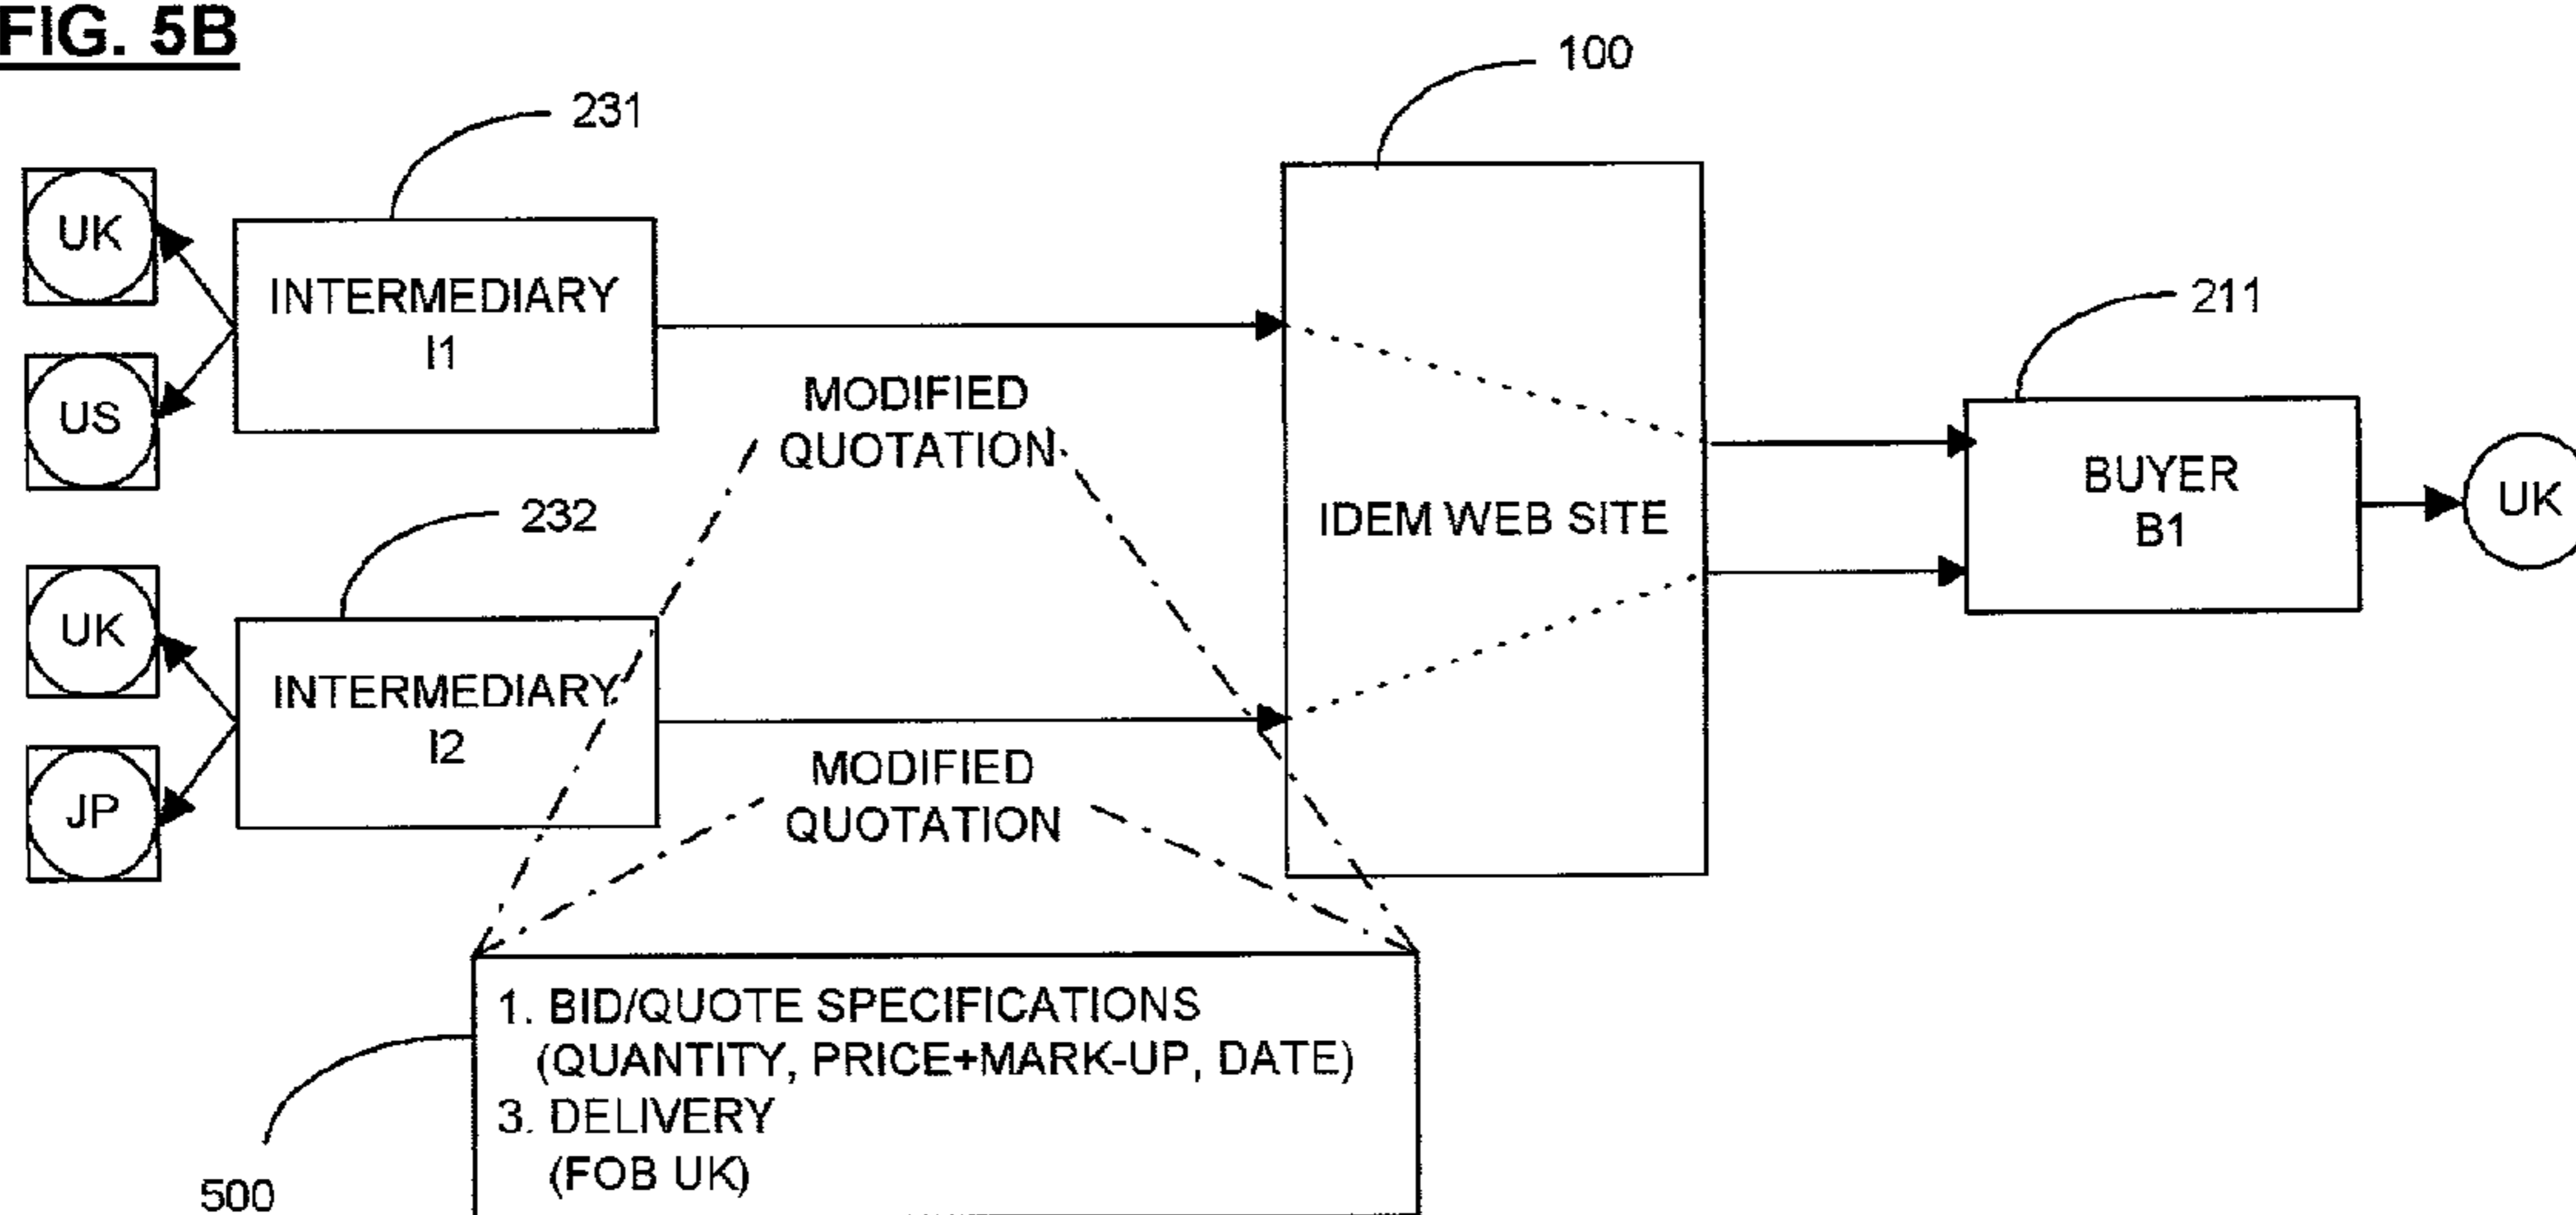 FIG. 5B
100
231
UK
INTERMEDIARY
I1
US
MODIFIED
QUOTATION
211
BUYER
B1
UK
IDEM WEB SITE
232
UK
INTERMEDIARY
I2
JP
MODIFIED
QUOTATION
1. BID/QUOTE SPECIFICATIONS
(QUANTITY, PRICE+MARK-UP, DATE)
3. DELIVERY
(FOB UK)
500